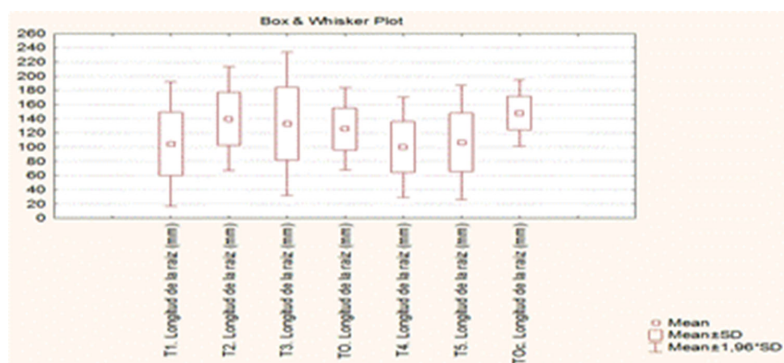 Box & Whisker Plot
260
240
220
200
180
160
140
120
100
80
60
40
20
0
T1. Longitud de la raíz (mm)
T2. Longitud de la raíz (mm)
T3. Longitud de la raíz (mm)
TO. Longitud de la raíz (mm)
T4. Longitud de la raíz (mm)
T5. Longitud de la raíz (mm)
TOc. Longitud de la raíz (mm)
Mean
Mean±SD
Mean±1,96*SD